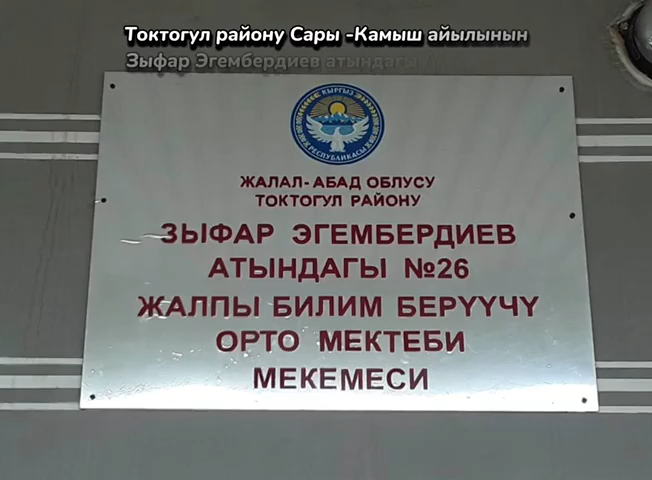 Токтогул району Сары -Камыш айылынын
Зыфар Эгембердиев атындагы
КЫРГЫЗ
РЕСПУБЛИКАСЫ
ЖАЛАЛ-АБАД ОБЛУСУ
ТОКТОГУЛ РАЙОНУ
ЗЫФАР ЭГЕМБЕРДИЕВ
АТЫНДАГЫ №26
ЖАЛПЫ БИЛИМ БЕРҮҮЧҮ
ОРТО МЕКТЕБИ
МЕКЕМЕСИ